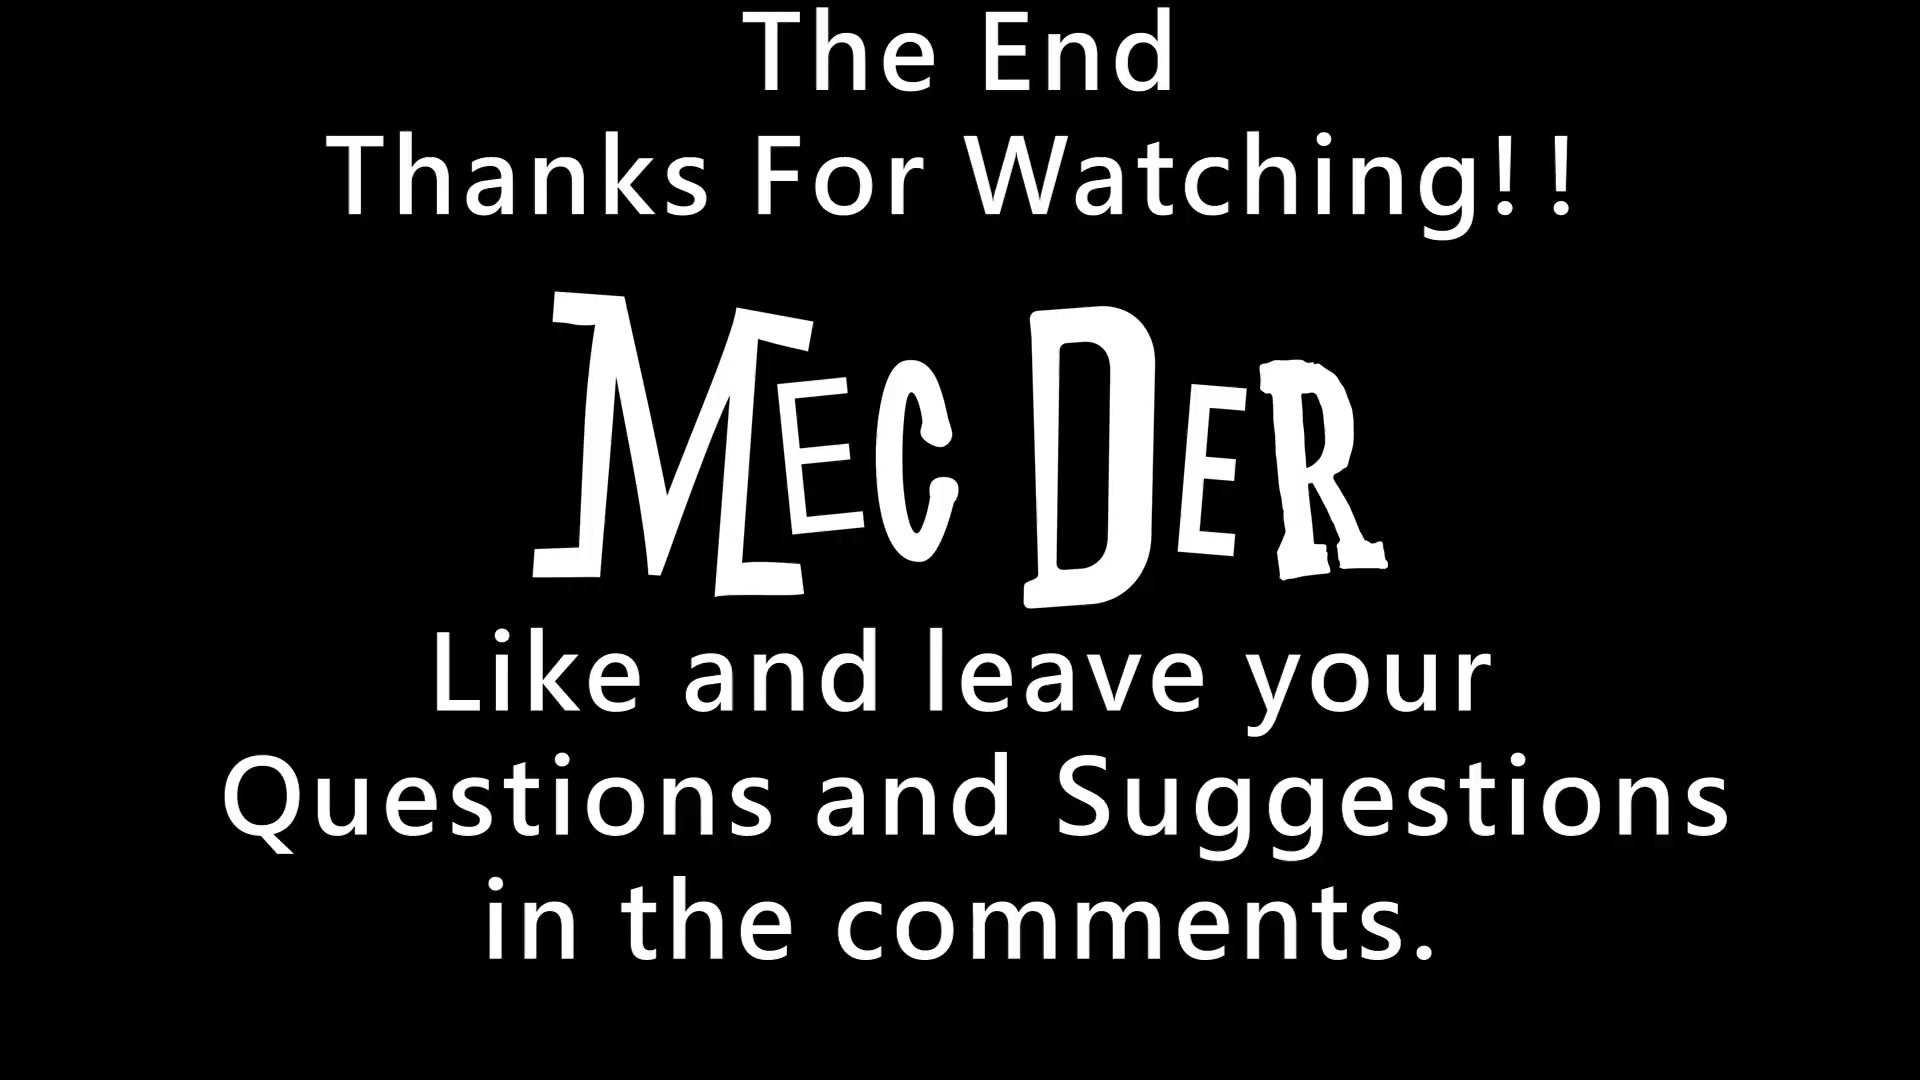 The End
Thanks For Watching!!
MEC DER
Like and leave your
Questions and Suggestions
in the comments.